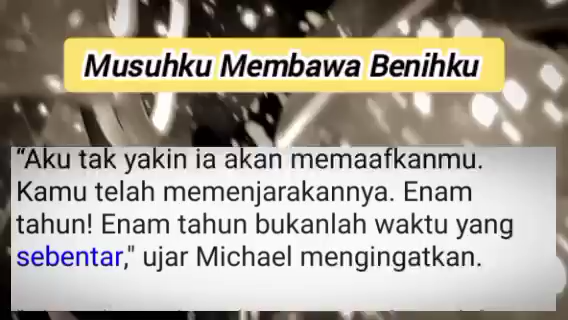 Musuhku Membawa Benihku
“Aku tak yakin ia akan memaafkanmu.
Kamu telah memenjarakannya. Enam
tahun! Enam tahun bukanlah waktu yang
sebentar," ujar Michael mengingatkan.